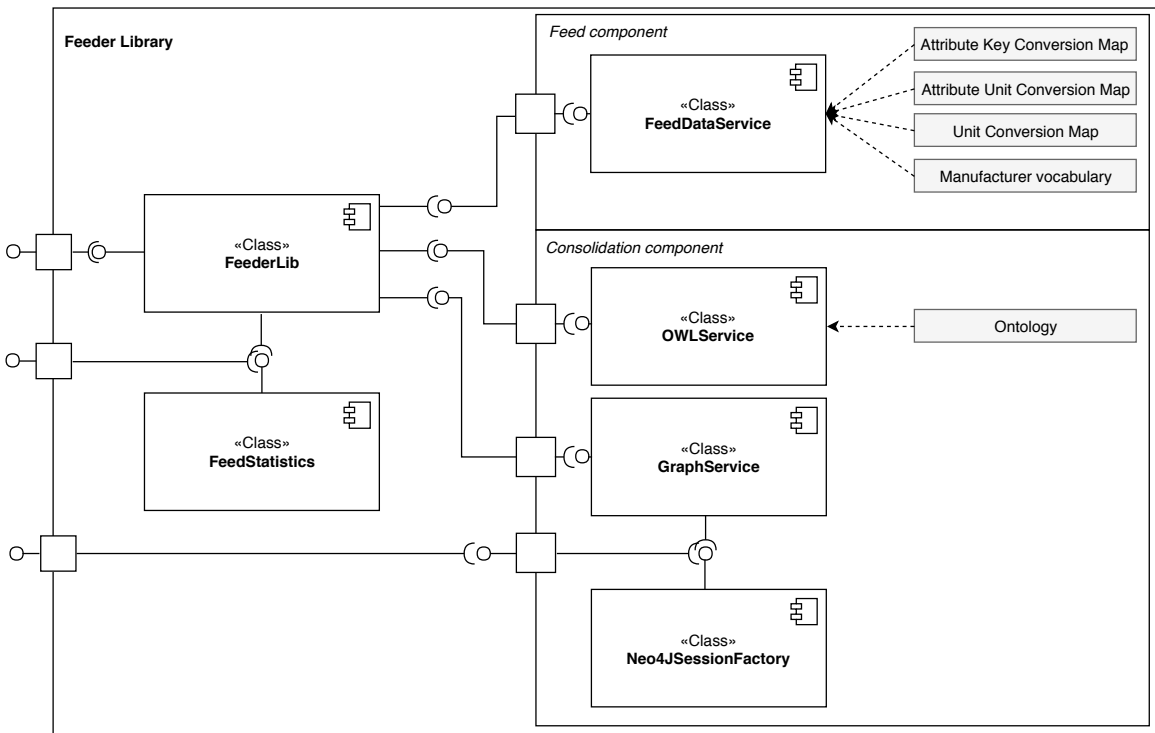 Feeder Library
Feed component
«Class»
FeedDataService
Attribute Key Conversion Map
Attribute Unit Conversion Map
Unit Conversion Map
Manufacturer vocabulary
«Class»
FeederLib
Consolidation component
«Class»
OWLService
Ontology
«Class»
FeedStatistics
«Class»
GraphService
«Class»
Neo4JSessionFactory